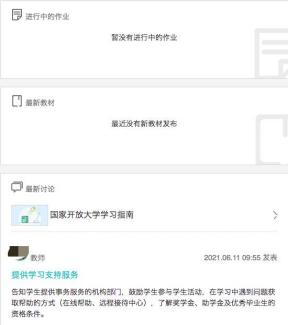 进行中的作业
暂没有进行中的作业
最新教材
最近没有新教材发布
最新讨论
国家开放大学学习指南
教师
2021.06.11 09:55 发表
提供学习支持服务
告知学生提供事务服务的机构部门，鼓励学生参与学生活动，在学习中遇到问题获
取帮助的方式（在线帮助、远程接待中心），了解奖学金、助学金及优秀毕业生的
资格条件。